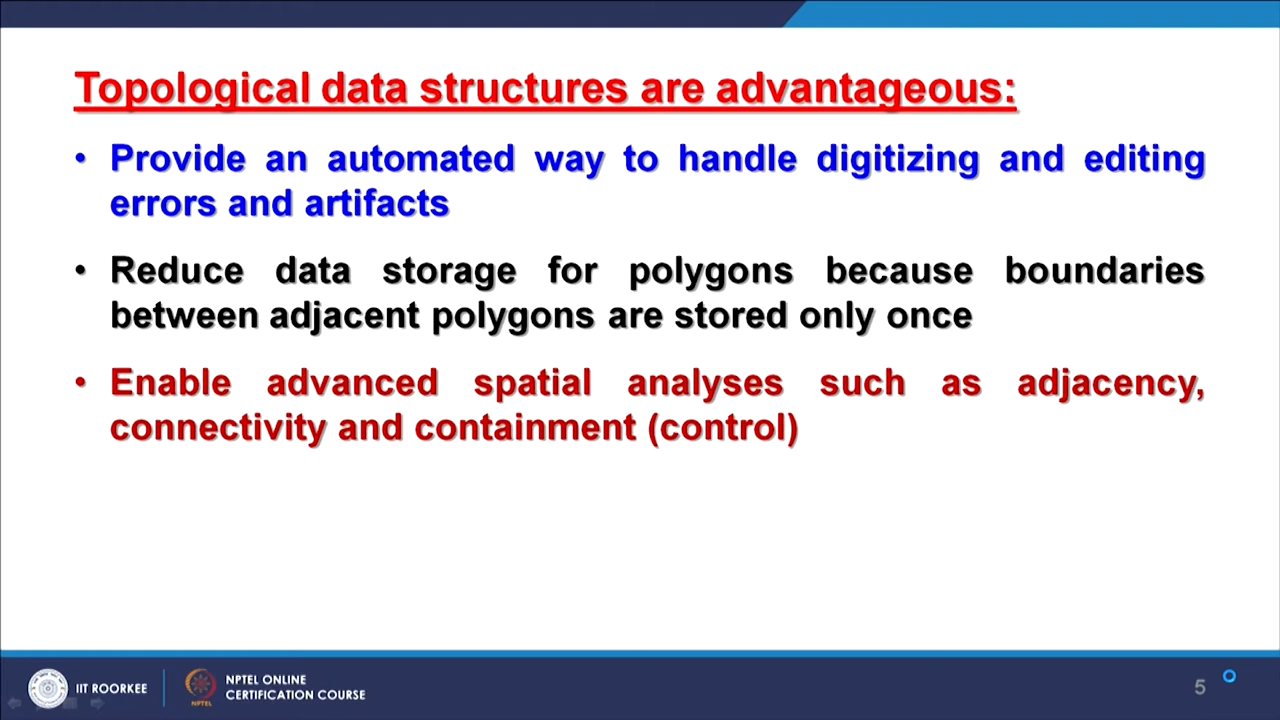 Topological data structures are advantageous:
• Provide an automated way to handle digitizing and editing
errors and artifacts
• Reduce data storage for polygons because boundaries
between adjacent polygons are stored only once
• Enable advanced spatial analyses such as adjacency,
connectivity and containment (control)
IIT ROORKEE
NPTEL
NPTEL ONLINE
CERTIFICATION COURSE
5